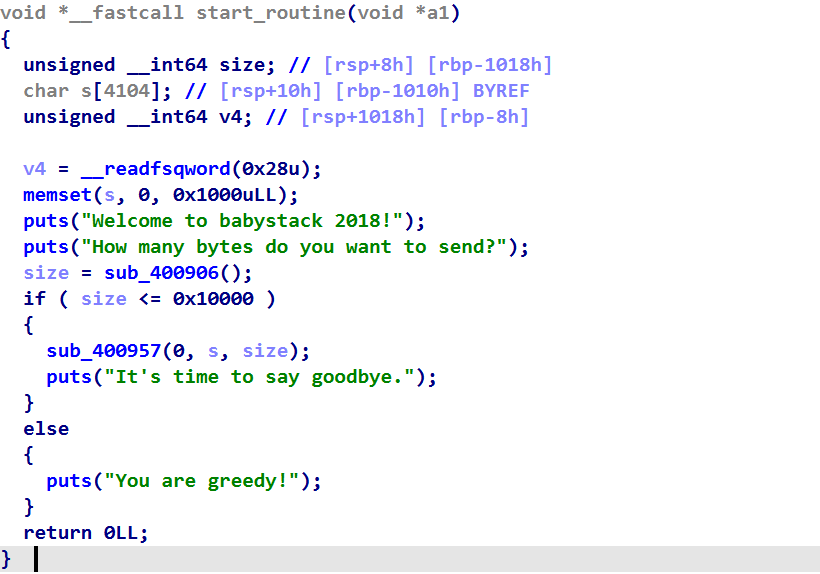 void *__fastcall start_routine(void *a1)
{
unsigned __int64 size; // [rsp+8h] [rbp-1018h]
char s[4104]; // [rsp+10h] [rbp-1010h] BYREF
unsigned __int64 v4; // [rsp+1018h] [rbp-8h]
v4 = __readfsqword(0x28u);
memset(s, 0, 0x1000uLL);
puts("Welcome to babystack 2018!");
puts("How many bytes do you want to send?");
size = sub_400906();
if ( size <= 0x10000 )
{
sub_400957(0, s, size);
puts("It's time to say goodbye.");
}
else
{
puts("You are greedy!");
}
return 0LL;
}